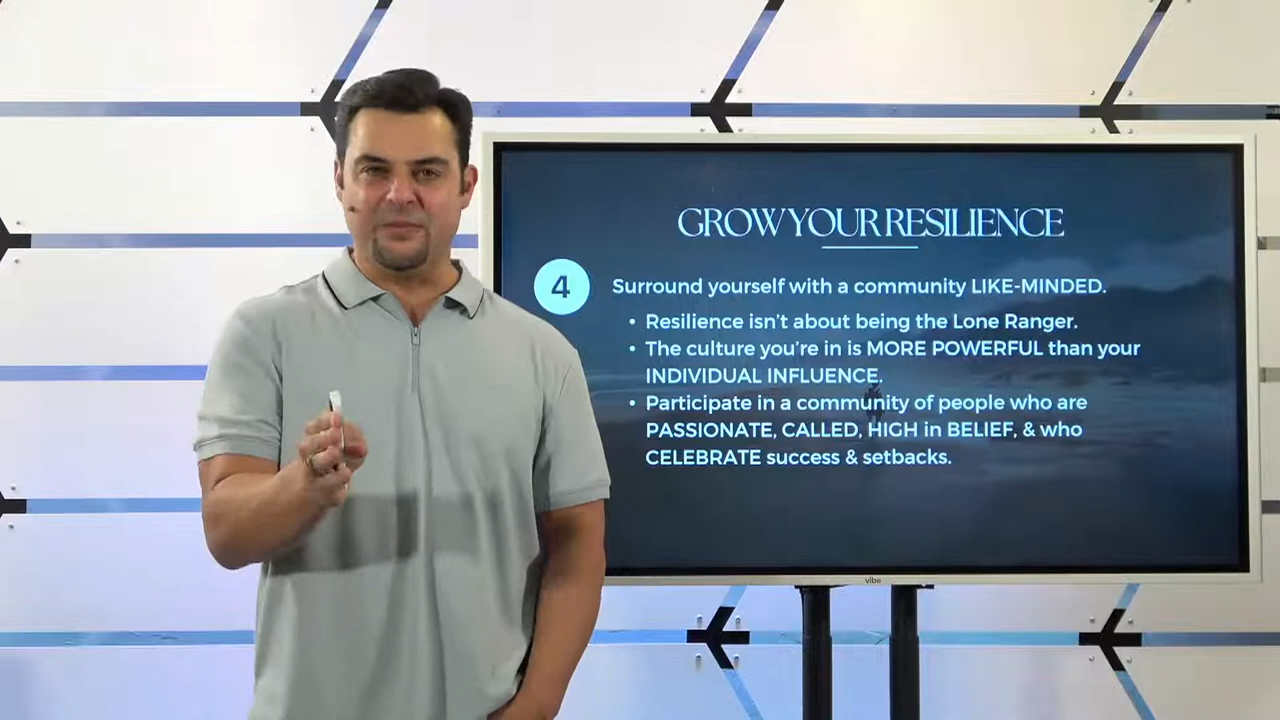 GROW YOUR RESILIENCE
4
Surround yourself with a community LIKE-MINDED.
• Resilience isn't about being the Lone Ranger.
• The culture you're in is MORE POWERFUL than your
INDIVIDUAL INFLUENCE.
• Participate in a community of people who are
PASSIONATE, CALLED, HIGH in BELIEF, & who
CELEBRATE success & setbacks.
vibe